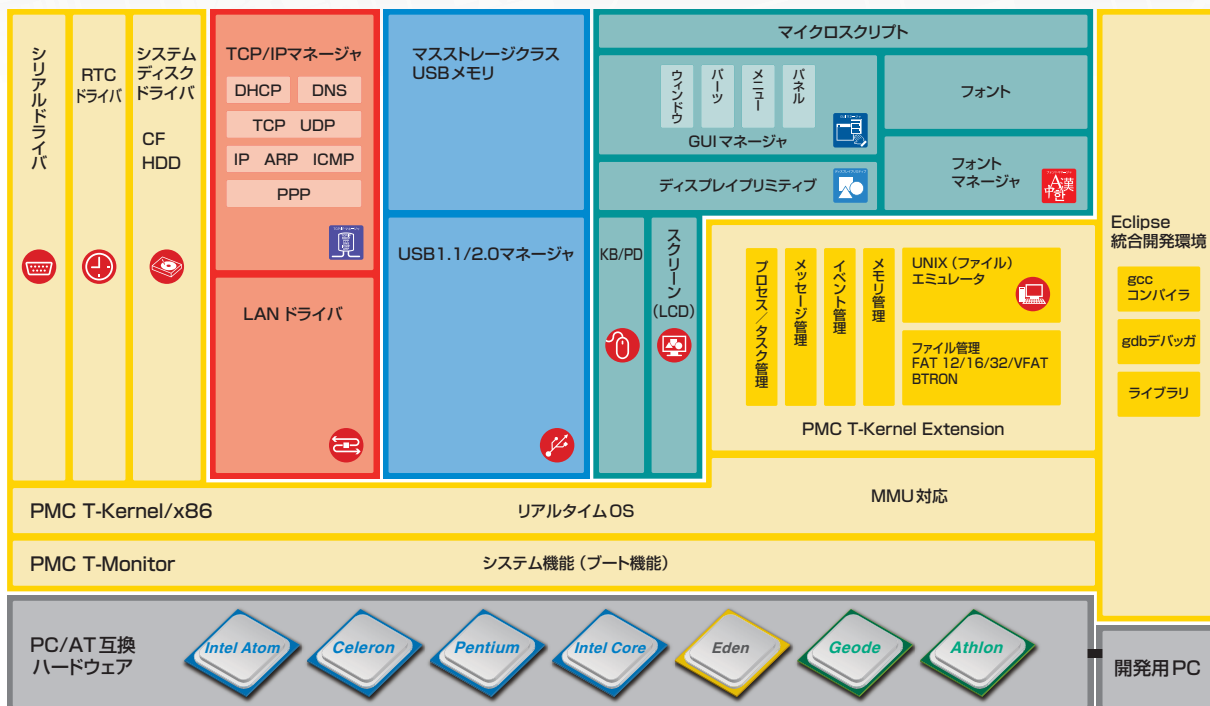 シリアルドライバ
RTC
ドライバ
システム
ディスク
ドライバ
CF
HDD
TCP/IPマネージャ
DHCP
DNS
TCP UDP
IP ARP ICMP
PPP
LANドライバ
マスストレージクラス
USBメモリ
USB1.1/2.0マネージャ
マイクロスクリプト
ウィンドウ
パーツ
メニュー
パネル
GUIマネージャ
フォント
ディスプレイプリミティブ
フォント
マネージャ
A漢
中한
KB/PD
スクリーン
(LCD)
プロセス/タスク管理
メッセージ管理
イベント管理
メモリ管理
UNIX(ファイル)
エミュレータ
ファイル管理
FAT 12/16/32/VFAT
BTRON
PMC T-Kernel Extension
Eclipse
統合開発環境
gcc
コンパイラ
gdbデバッガ
ライブラリ
MMU対応
PMC T-Kernel/x86
リアルタイムOS
PMC T-Monitor
システム機能(ブート機能)
PC/AT互換
ハードウェア
Intel Atom
Celeron
Pentium
Intel Core
Eden
Geode
Athlon
開発用PC